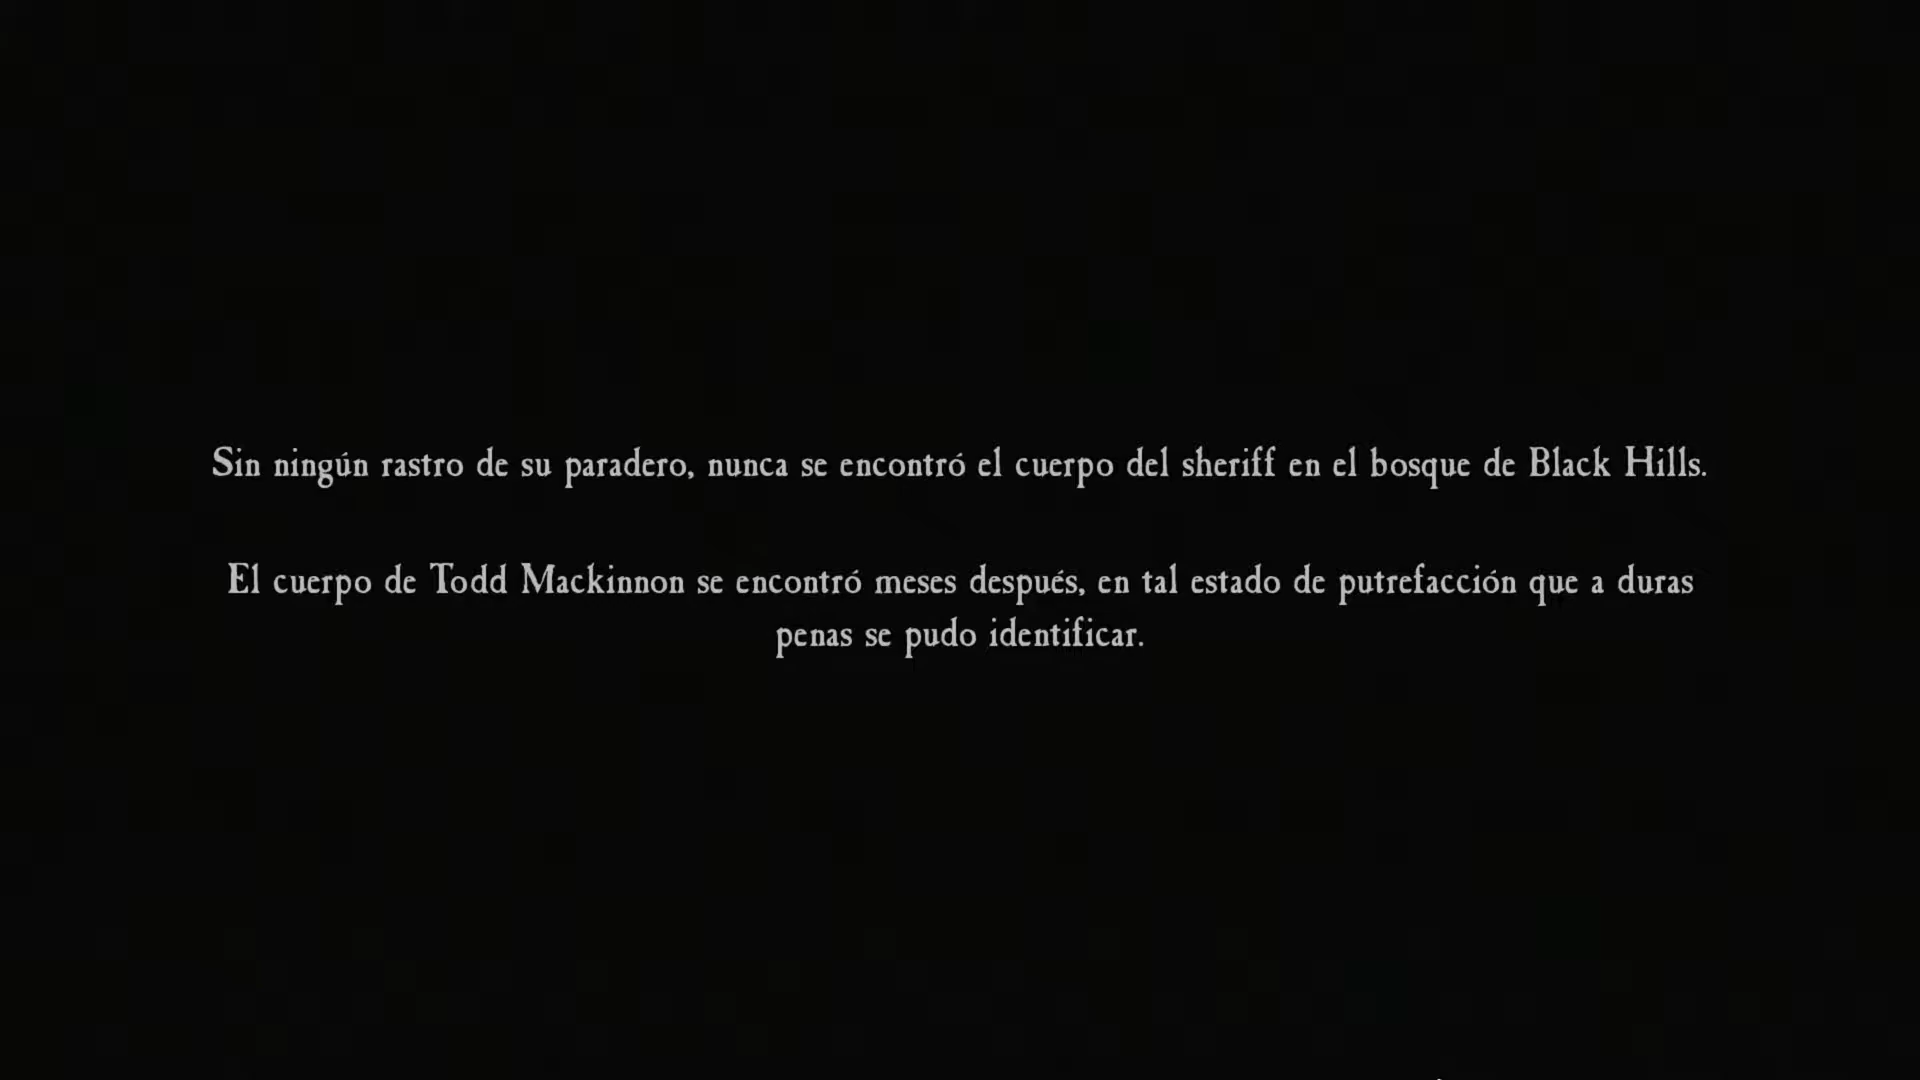 Sin ningún rastro de su paradero, nunca se encontró el cuerpo del sheriff en el bosque de Black Hills.
El cuerpo de Todd Mackinnon se encontró meses después, en tal estado de putrefacción que a duras
penas se pudo identificar.